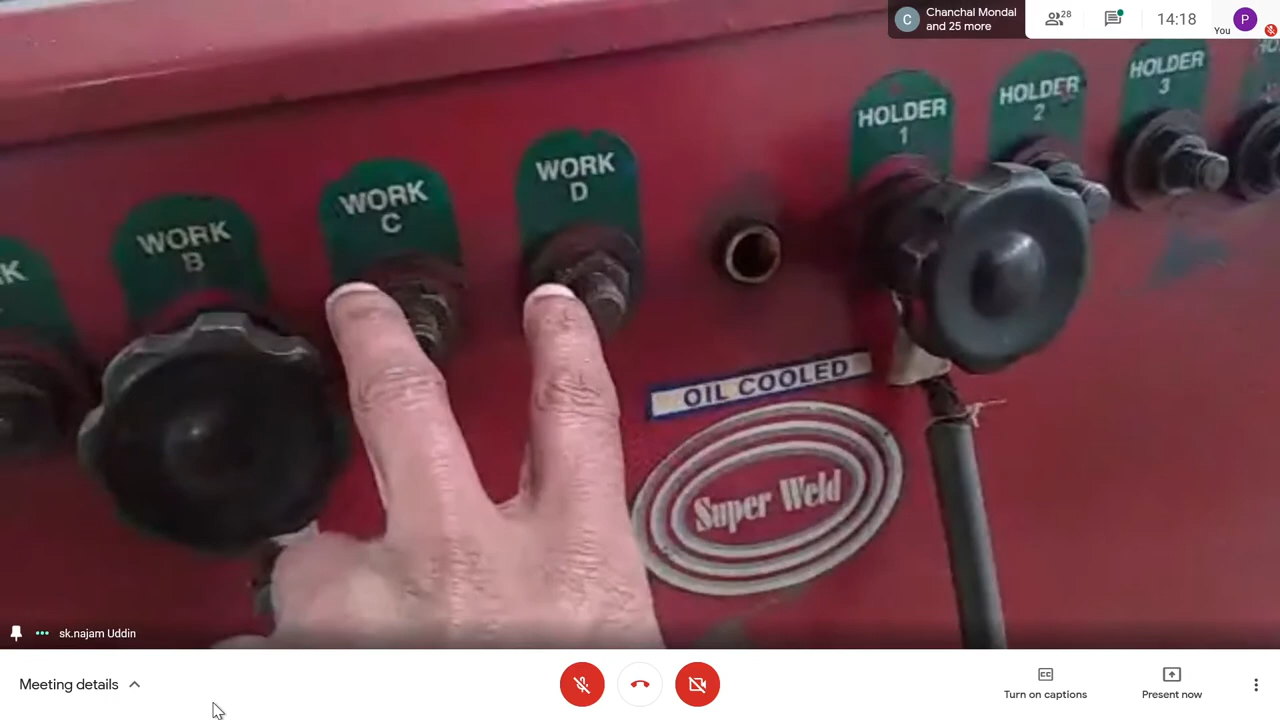 Chanchal Mondal
and 25 more
28
14:18
You
P
C
HOLDER
1
HOLDER
2
HOLDER
3
WORK
D
WORK
C
WORK
B
OIL COOLED
Super Weld
sk.najam Uddin
Meeting details
Turn on captions
Present now